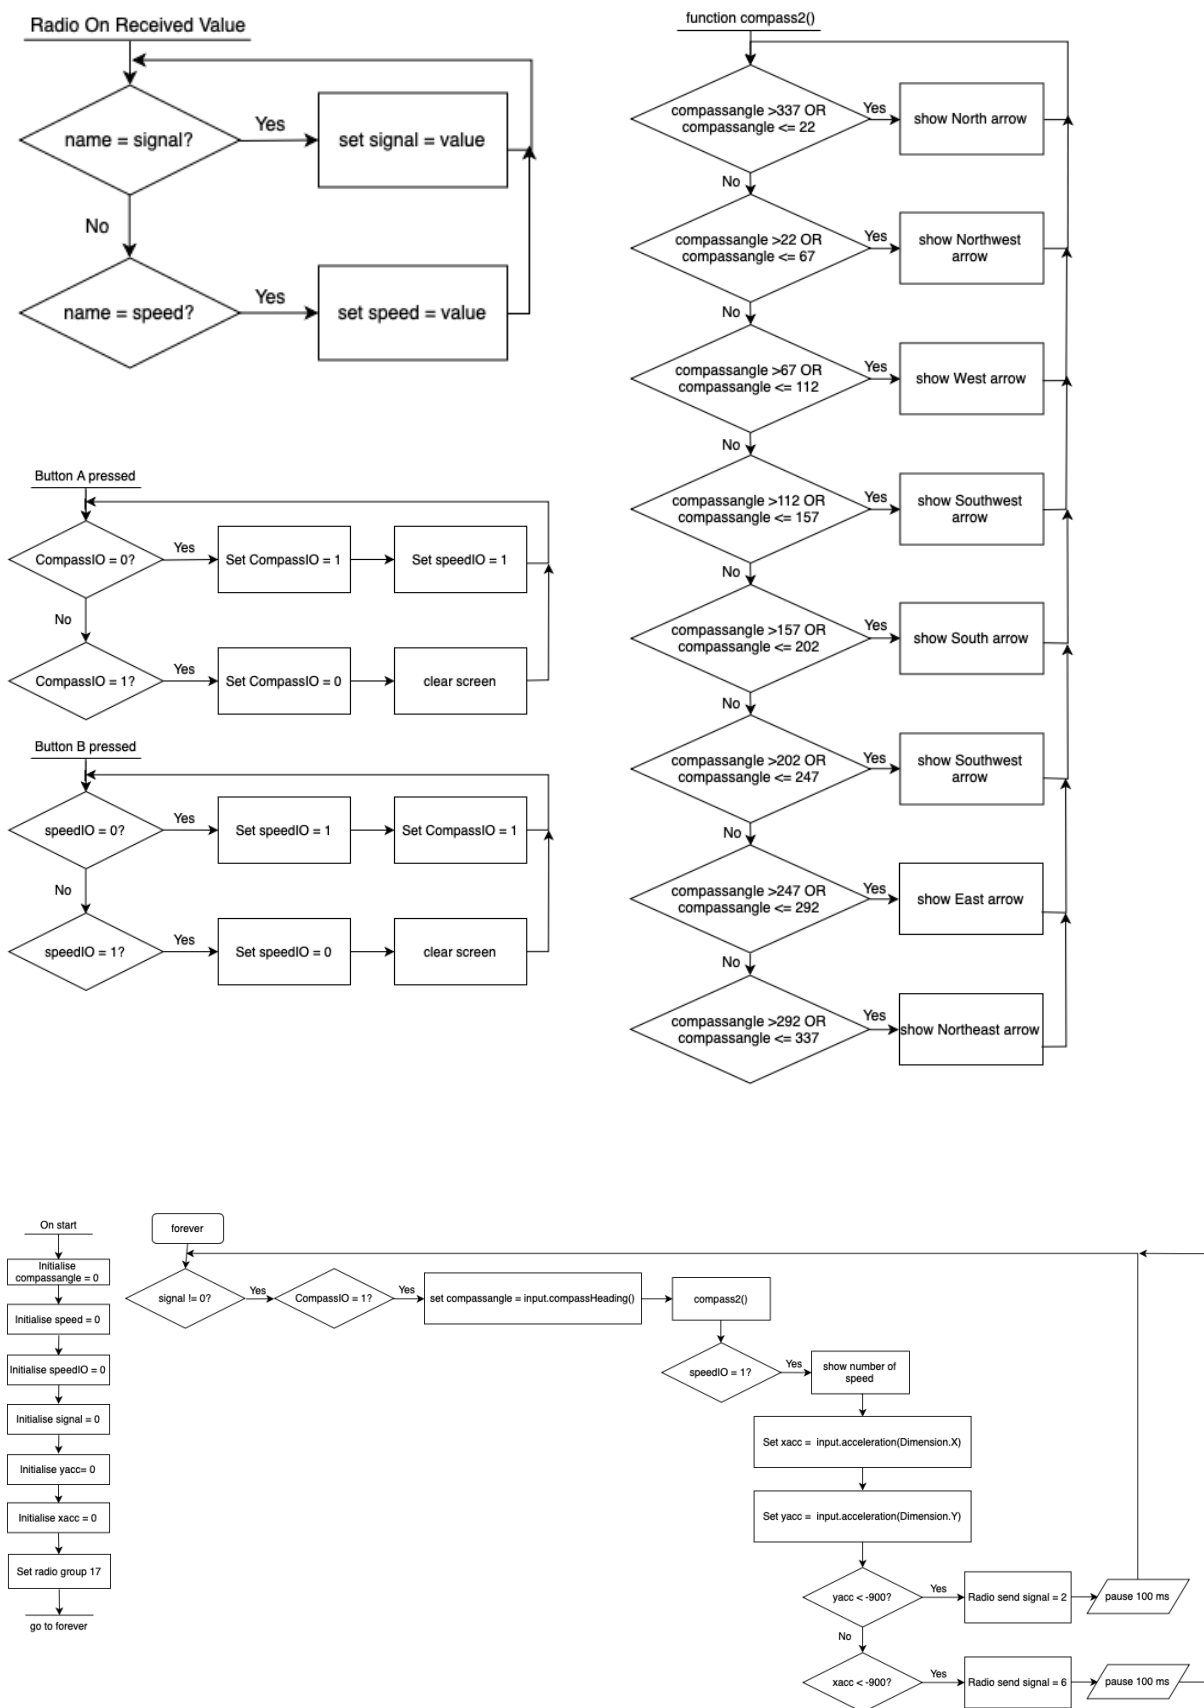 Radio On Received Value
name = signal?
Yes
set signal = value
No
name = speed?
Yes
set speed = value
Button A pressed
CompassIO = 0?
Yes
Set CompassIO = 1
Set speedIO = 1
No
CompassIO = 1?
Yes
Set CompassIO = 0
clear screen
Button B pressed
speedIO = 0?
Yes
Set speedIO = 1
Set CompassIO = 1
No
speedIO = 1?
Yes
Set speedIO = 0
clear screen
function compass2()
compassangle >337 OR
compassangle <= 22
Yes
show North arrow
No
compassangle >22 OR
compassangle <= 67
Yes
show Northwest
arrow
No
compassangle >67 OR
compassangle <= 112
Yes
show West arrow
No
compassangle >112 OR
compassangle <= 157
Yes
show Southwest
arrow
No
compassangle >157 OR
compassangle <= 202
Yes
show South arrow
No
compassangle >202 OR
compassangle <= 247
Yes
show Southwest
arrow
No
compassangle >247 OR
compassangle <= 292
Yes
show East arrow
No
compassangle >292 OR
compassangle <= 337
Yes
show Northeast arrow
On start
Initialise
compassangle = 0
Initialise speed = 0
Initialise speedIO = 0
Initialise signal = 0
Initialise yacc= 0
Initialise xacc = 0
Set radio group 17
go to forever
forever
signal != 0?
Yes
CompassIO = 1?
Yes
set compassangle = input.compassHeading()
compass2()
speedIO = 1?
Yes
show number of
speed
Set xacc = input.acceleration(Dimension.X)
Set yacc = input.acceleration(Dimension.Y)
yacc < -900?
Yes
Radio send signal = 2
pause 100 ms
No
xacc < -900?
Yes
Radio send signal = 6
pause 100 ms